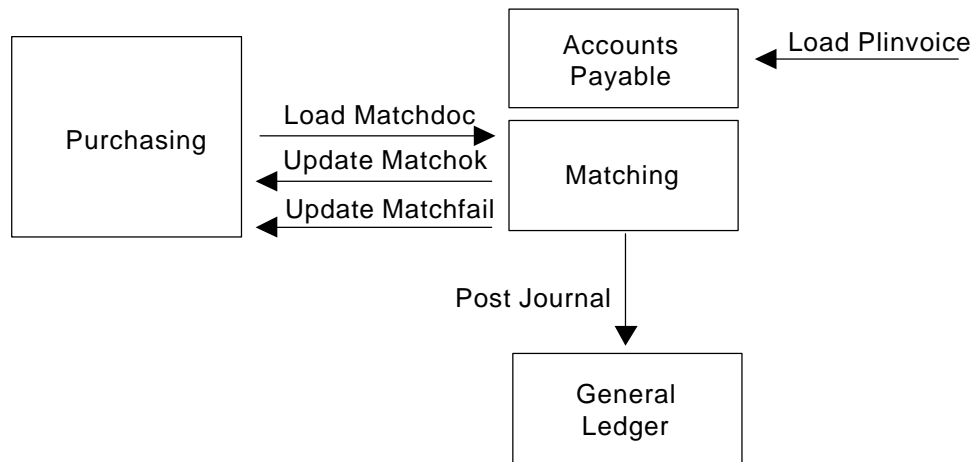 Accounts
Payable
Load Plinvoice
Purchasing
Load Matchdoc
Update Matchok
Update Matchfail
Matching
Post Journal
General
Ledger